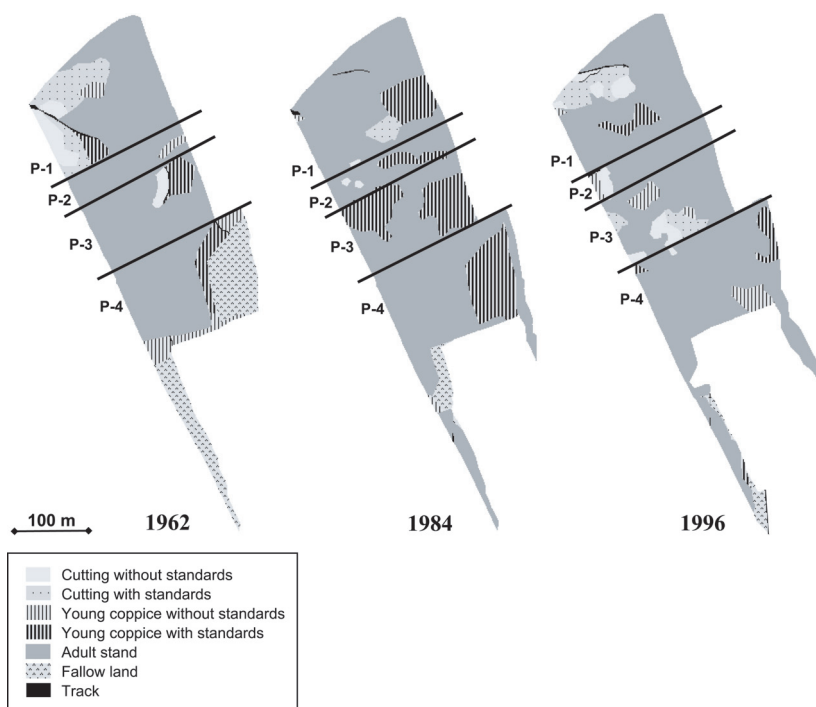 P-1
P-2
P-3
P-4
P-1
P-2
P-3
P-4
P-1
P-2
P-3
P-4
100 m
1962
1984
1996
Cutting without standards
Cutting with standards
Young coppice without standards
Young coppice with standards
Adult stand
Fallow land
Track